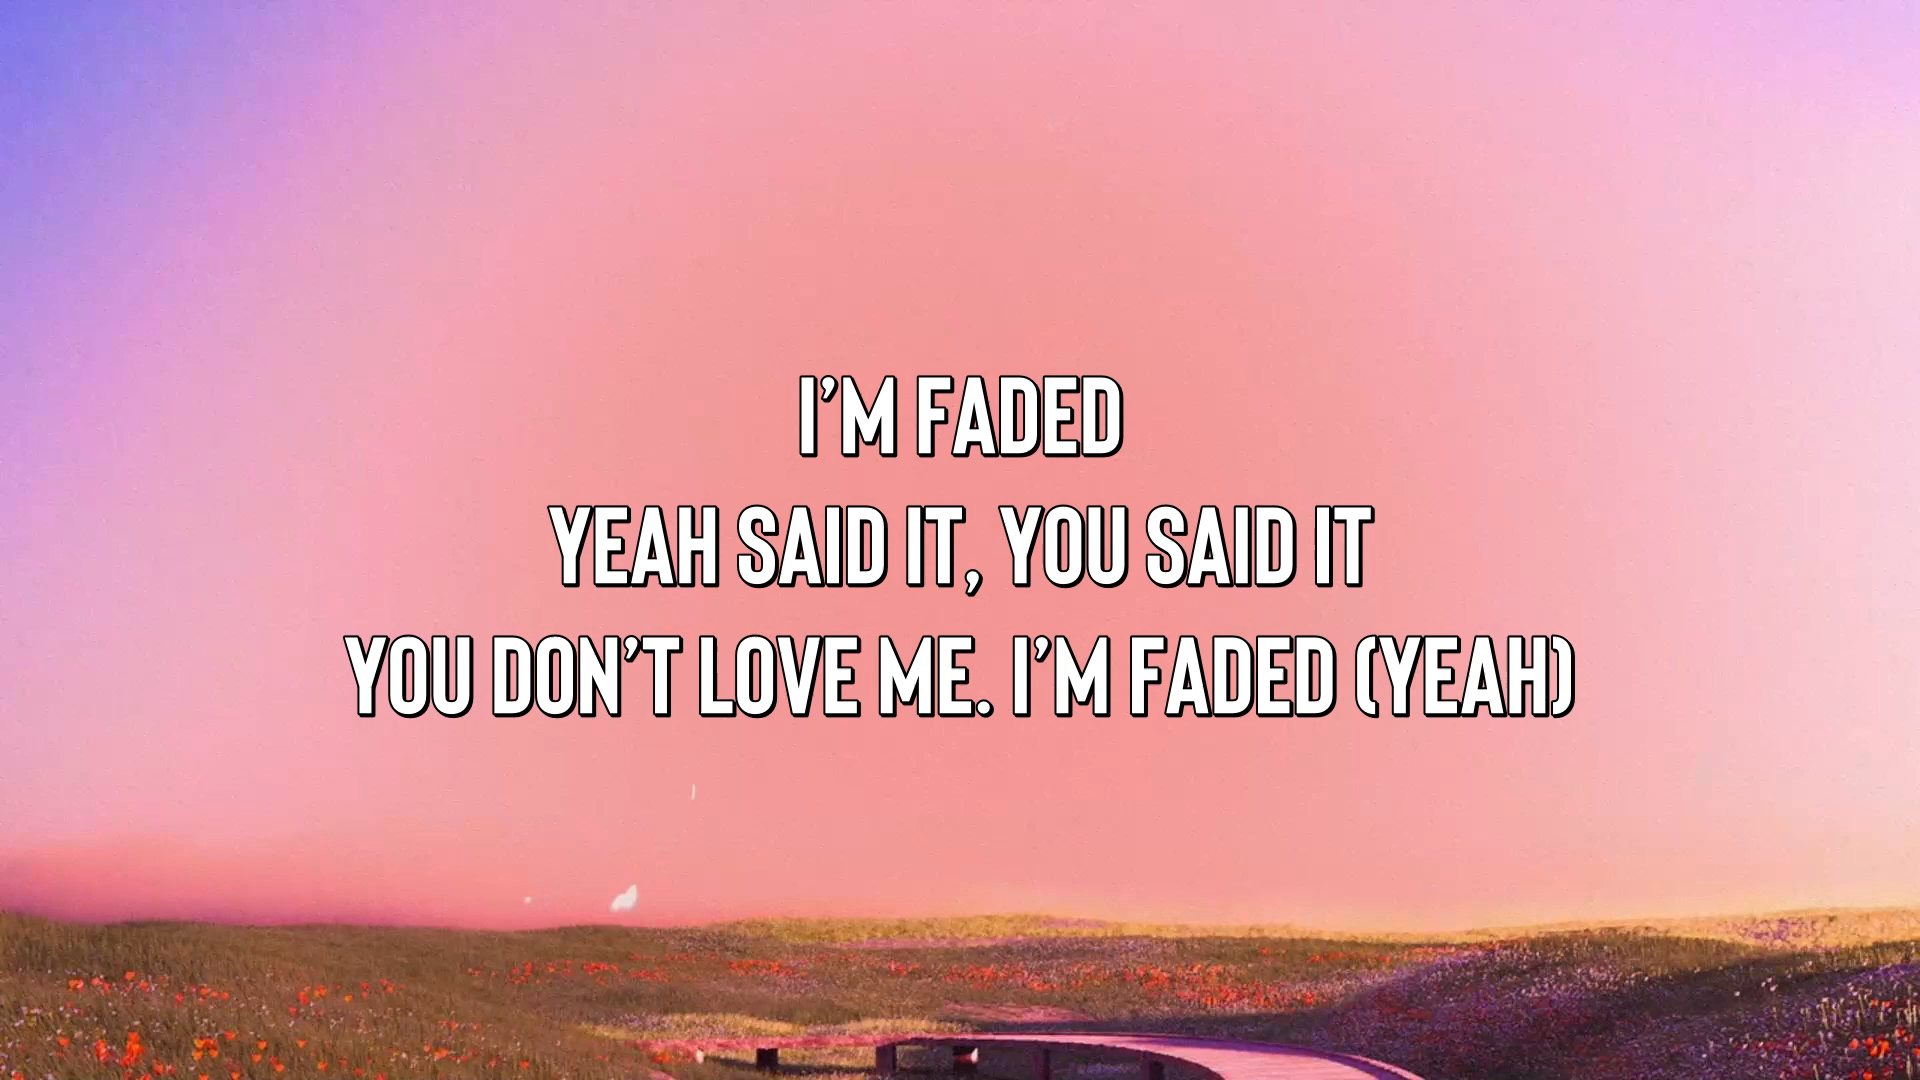 I'M FADED
YEAH SAID IT, YOU SAID IT
YOU DON'T LOVE ME. I'M FADED (YEAH)